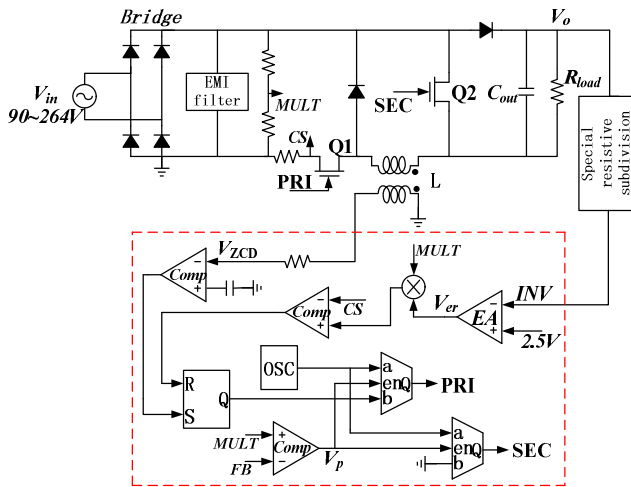 Bridge
Vo
Vin
90~264V
EMI
filter
MULT
SEC
Q2
Cout
Rload
CS
Q1
PRI
L
Special
resistive
subdivision
VZCD
Comp
-
+
MULT
Ver
INV
EA
-
+
2.5V
Comp
-
+
CS
OSC
R
S
Q
a
en
b
Q
PRI
MULT
FB
+
-
Comp
Vp
a
en
b
Q
SEC